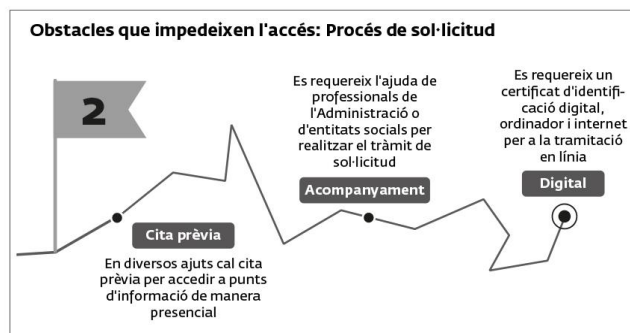 Obstacles que impedeixen l'accés: Procés de sol·licitud
2
Cita prèvia
En diversos ajuts cal cita
prèvia per accedir a punts
d'informació de manera
presencial
Es requereix l'ajuda de
professionals de
l'Administració o
d'entitats socials per
realitzar el tràmit de
sol·licitud
Acompanyament
Es requereix un
certificat d'identifi-
cació digital,
ordinador i internet
per a la tramitació
en línia
Digital